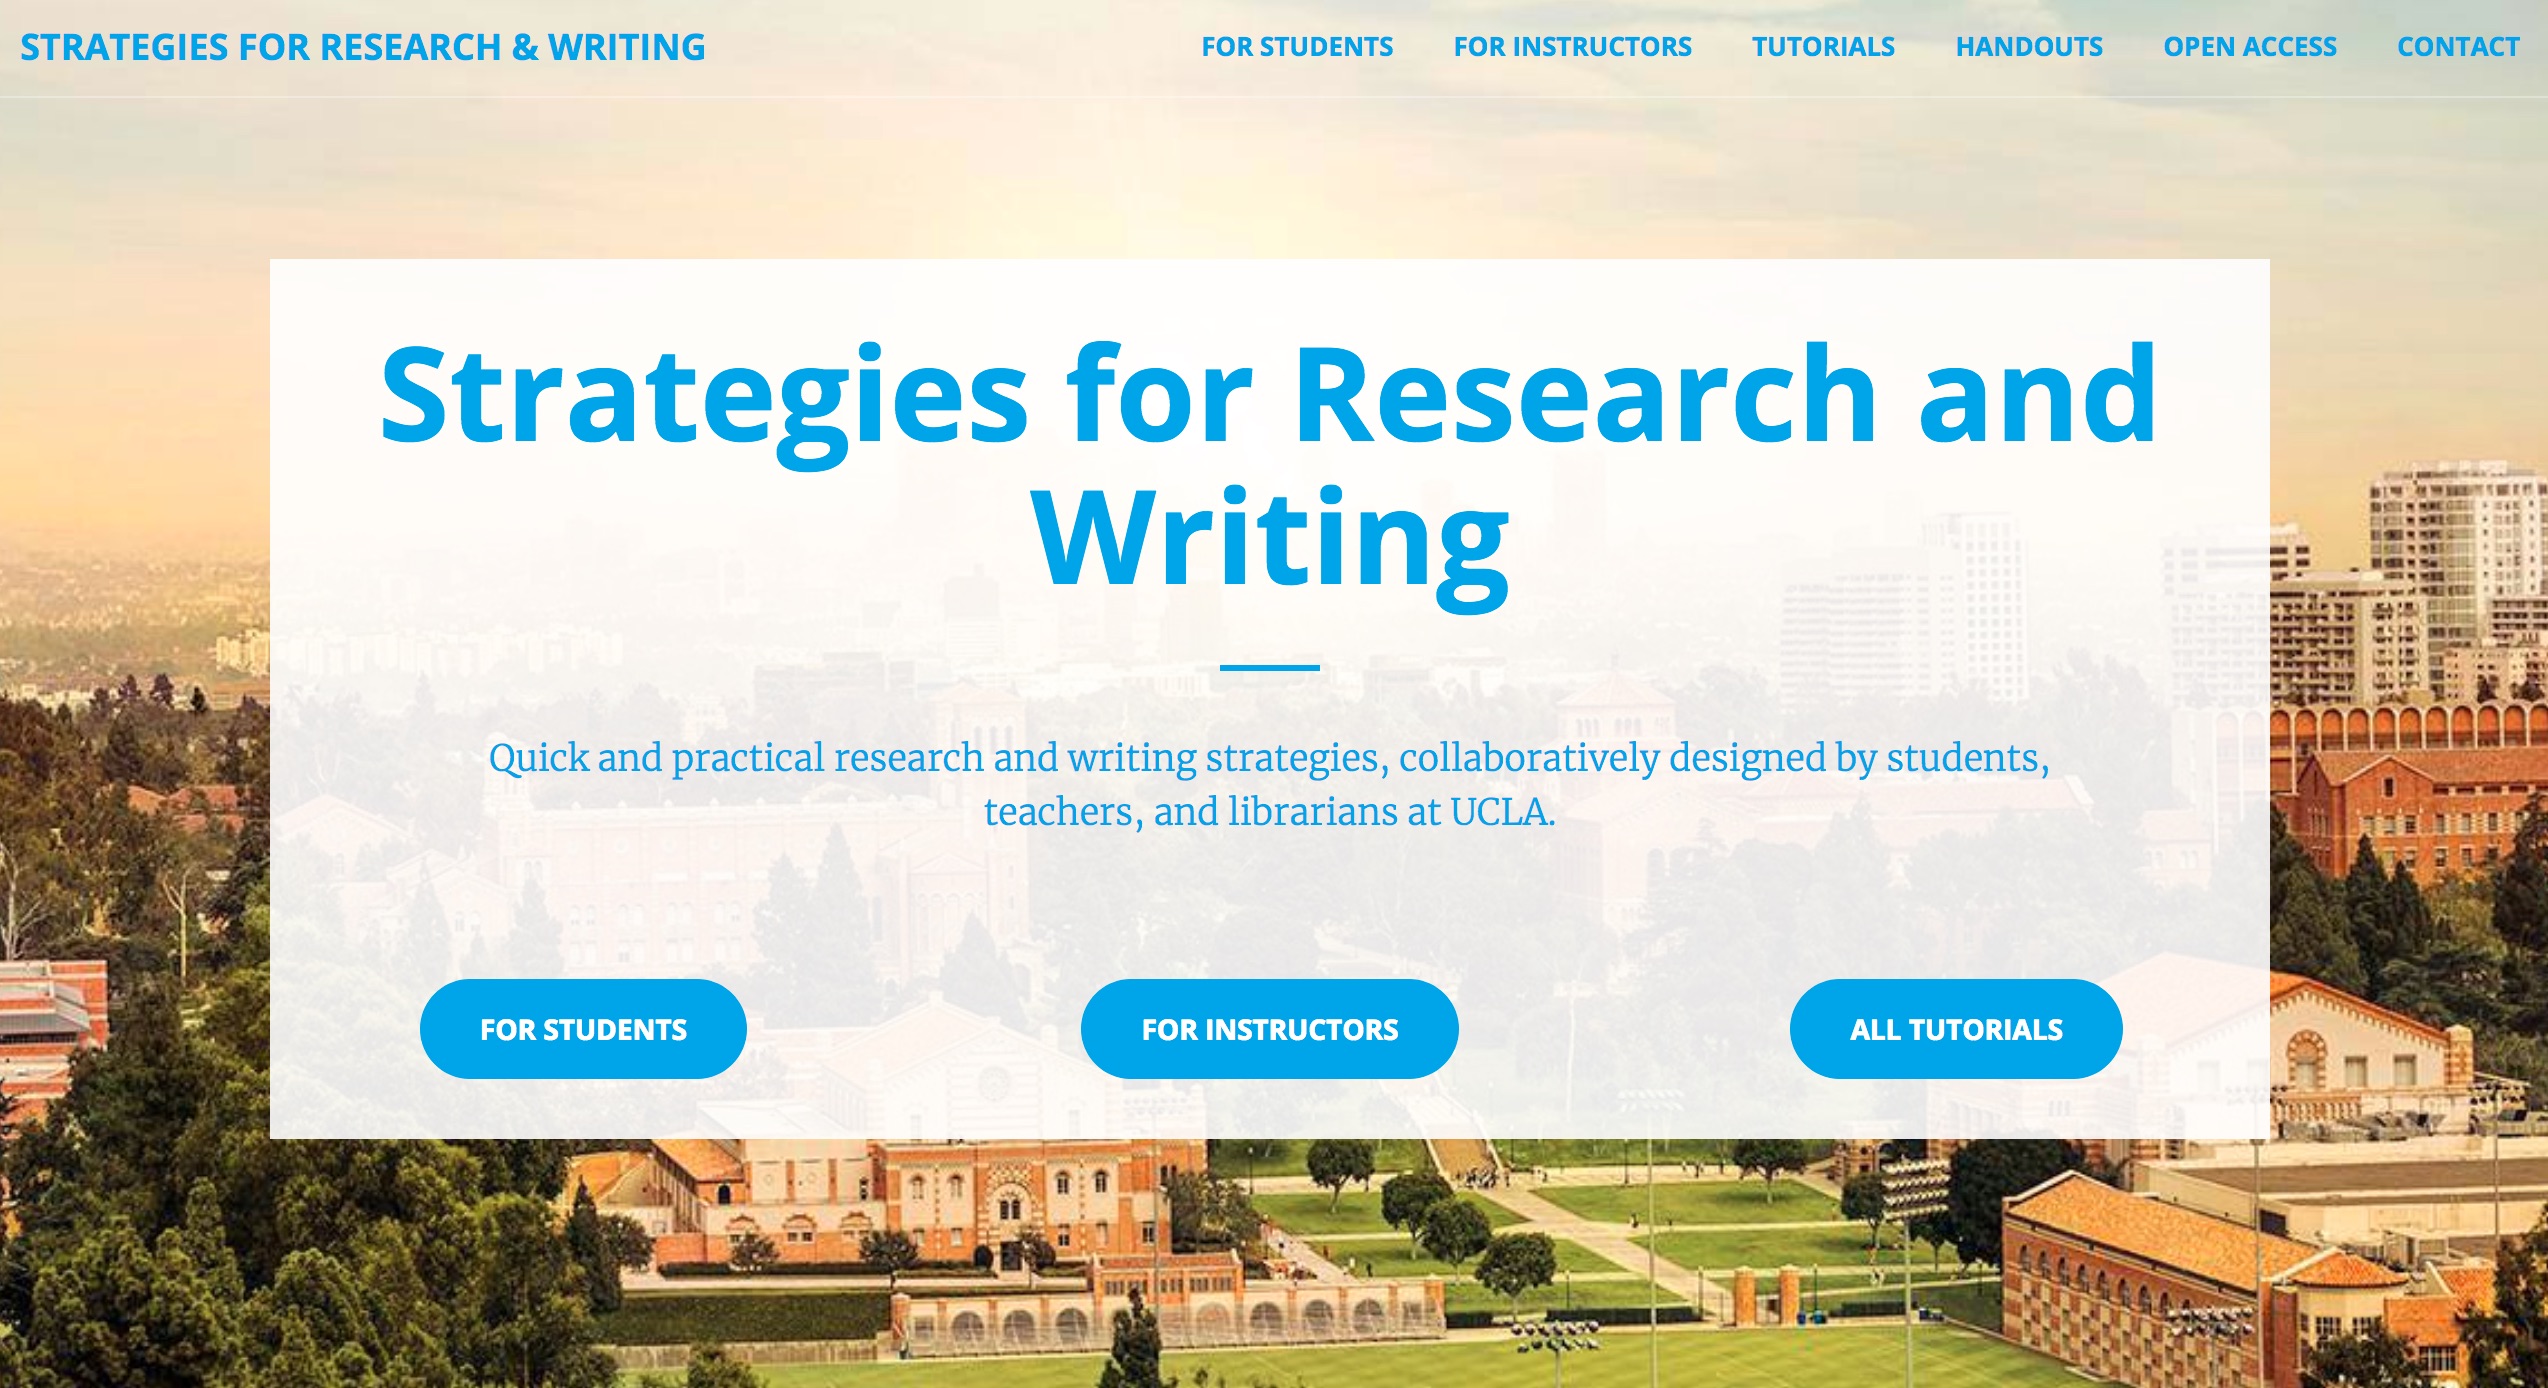 STRATEGIES FOR RESEARCH & WRITING
FOR STUDENTS
FOR INSTRUCTORS
TUTORIALS
HANDOUTS
OPEN ACCESS
CONTACT
Strategies for Research and
Writing
Quick and practical research and writing strategies, collaboratively designed by students,
teachers, and librarians at UCLA.
FOR STUDENTS
FOR INSTRUCTORS
ALL TUTORIALS